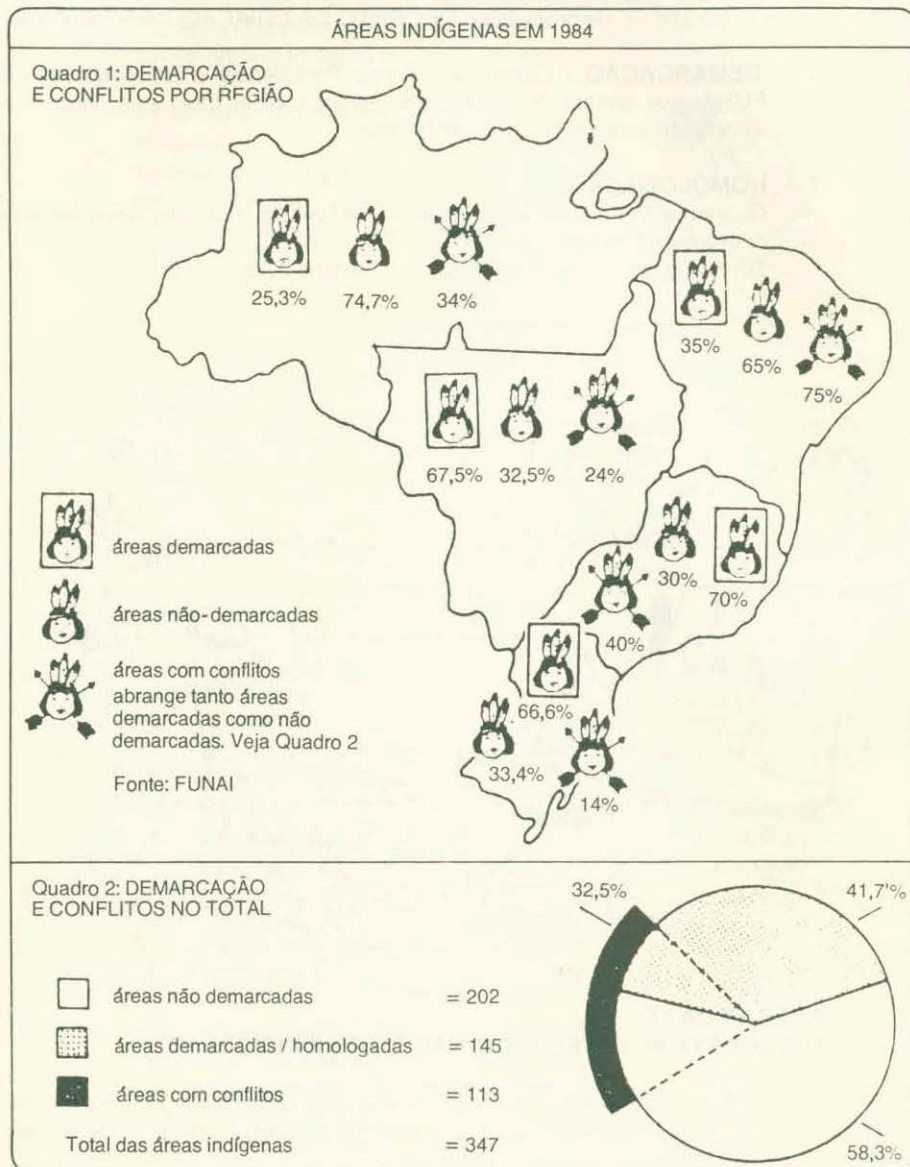 ÁREAS INDÍGENAS EM 1984
Quadro 1: DEMARCAÇÃO
E CONFLITOS POR REGIÃO
25,3% 74,7% 34%
35%
65%
75%
67,5% 32,5% 24%
30%
70%
40%
66,6%
33,4%
14%
áreas demarcadas
áreas não-demarcadas
áreas com conflitos
abrange tanto áreas
demarcadas como não
demarcadas. Veja Quadro 2
Fonte: FUNAI
Quadro 2: DEMARCAÇÃO
E CONFLITOS NO TOTAL
32,5%
41,7'%
áreas não demarcadas = 202
áreas demarcadas / homologadas = 145
áreas com conflitos = 113
Total das áreas indígenas = 347
58,3%